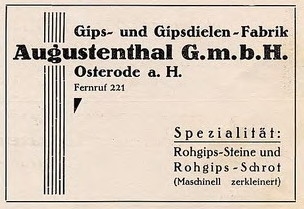 Gips- und Gipsdielen-Fabrik
Augustenthal G.m.b.H.
Osterode a. H.
Fernruf 221
Spezialität:
Rohgips-Steine und
Rohgips-Schrot
(Maschinell zerkleinert)